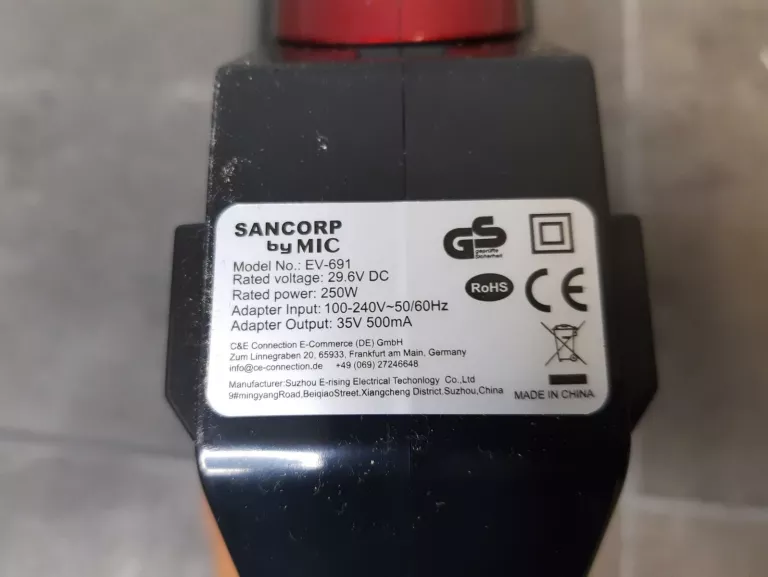 SANCORP
by MIC
Model No.: EV-691
Rated voltage: 29.6V DC
Rated power: 250W
Adapter Input: 100-240V~50/60Hz
Adapter Output: 35V 500mA
C&E Connection E-Commerce (DE) GmbH
Zum Linnegraben 20, 65933, Frankfurt am Main, Germany
info@ce-connection.de +49 (069) 27246648
Manufacturer:Suzhou E-rising Electrical Techonlogy Co.,Ltd
9#mingyangRoad,BeiqiaoStreet,Xiangcheng District.Suzhou,China
GS
geprüfte
Sicherheit
RoHS
CE
MADE IN CHINA